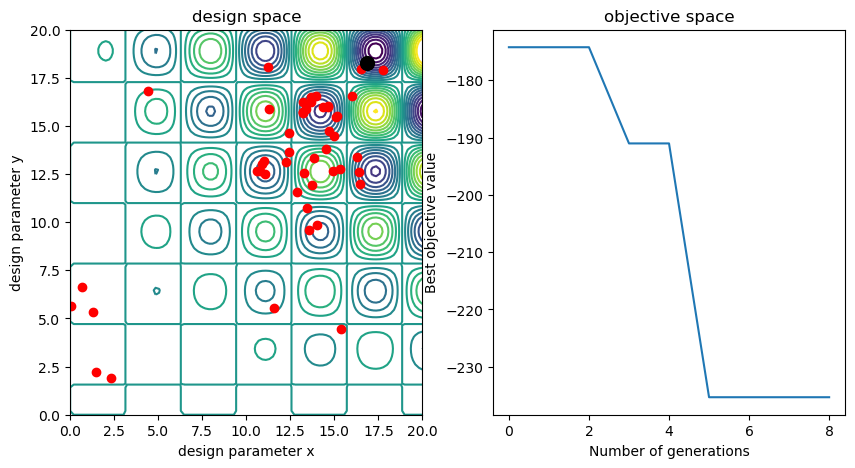 design space
20.0
17.5
15.0
12.5
10.0
7.5
5.0
2.5
0.0
design parameter y
0.0 2.5 5.0 7.5 10.0 12.5 15.0 17.5 20.0
design parameter x
objective space
−180
−190
−200
−210
−220
−230
Best objective value
0 2 4 6 8
Number of generations